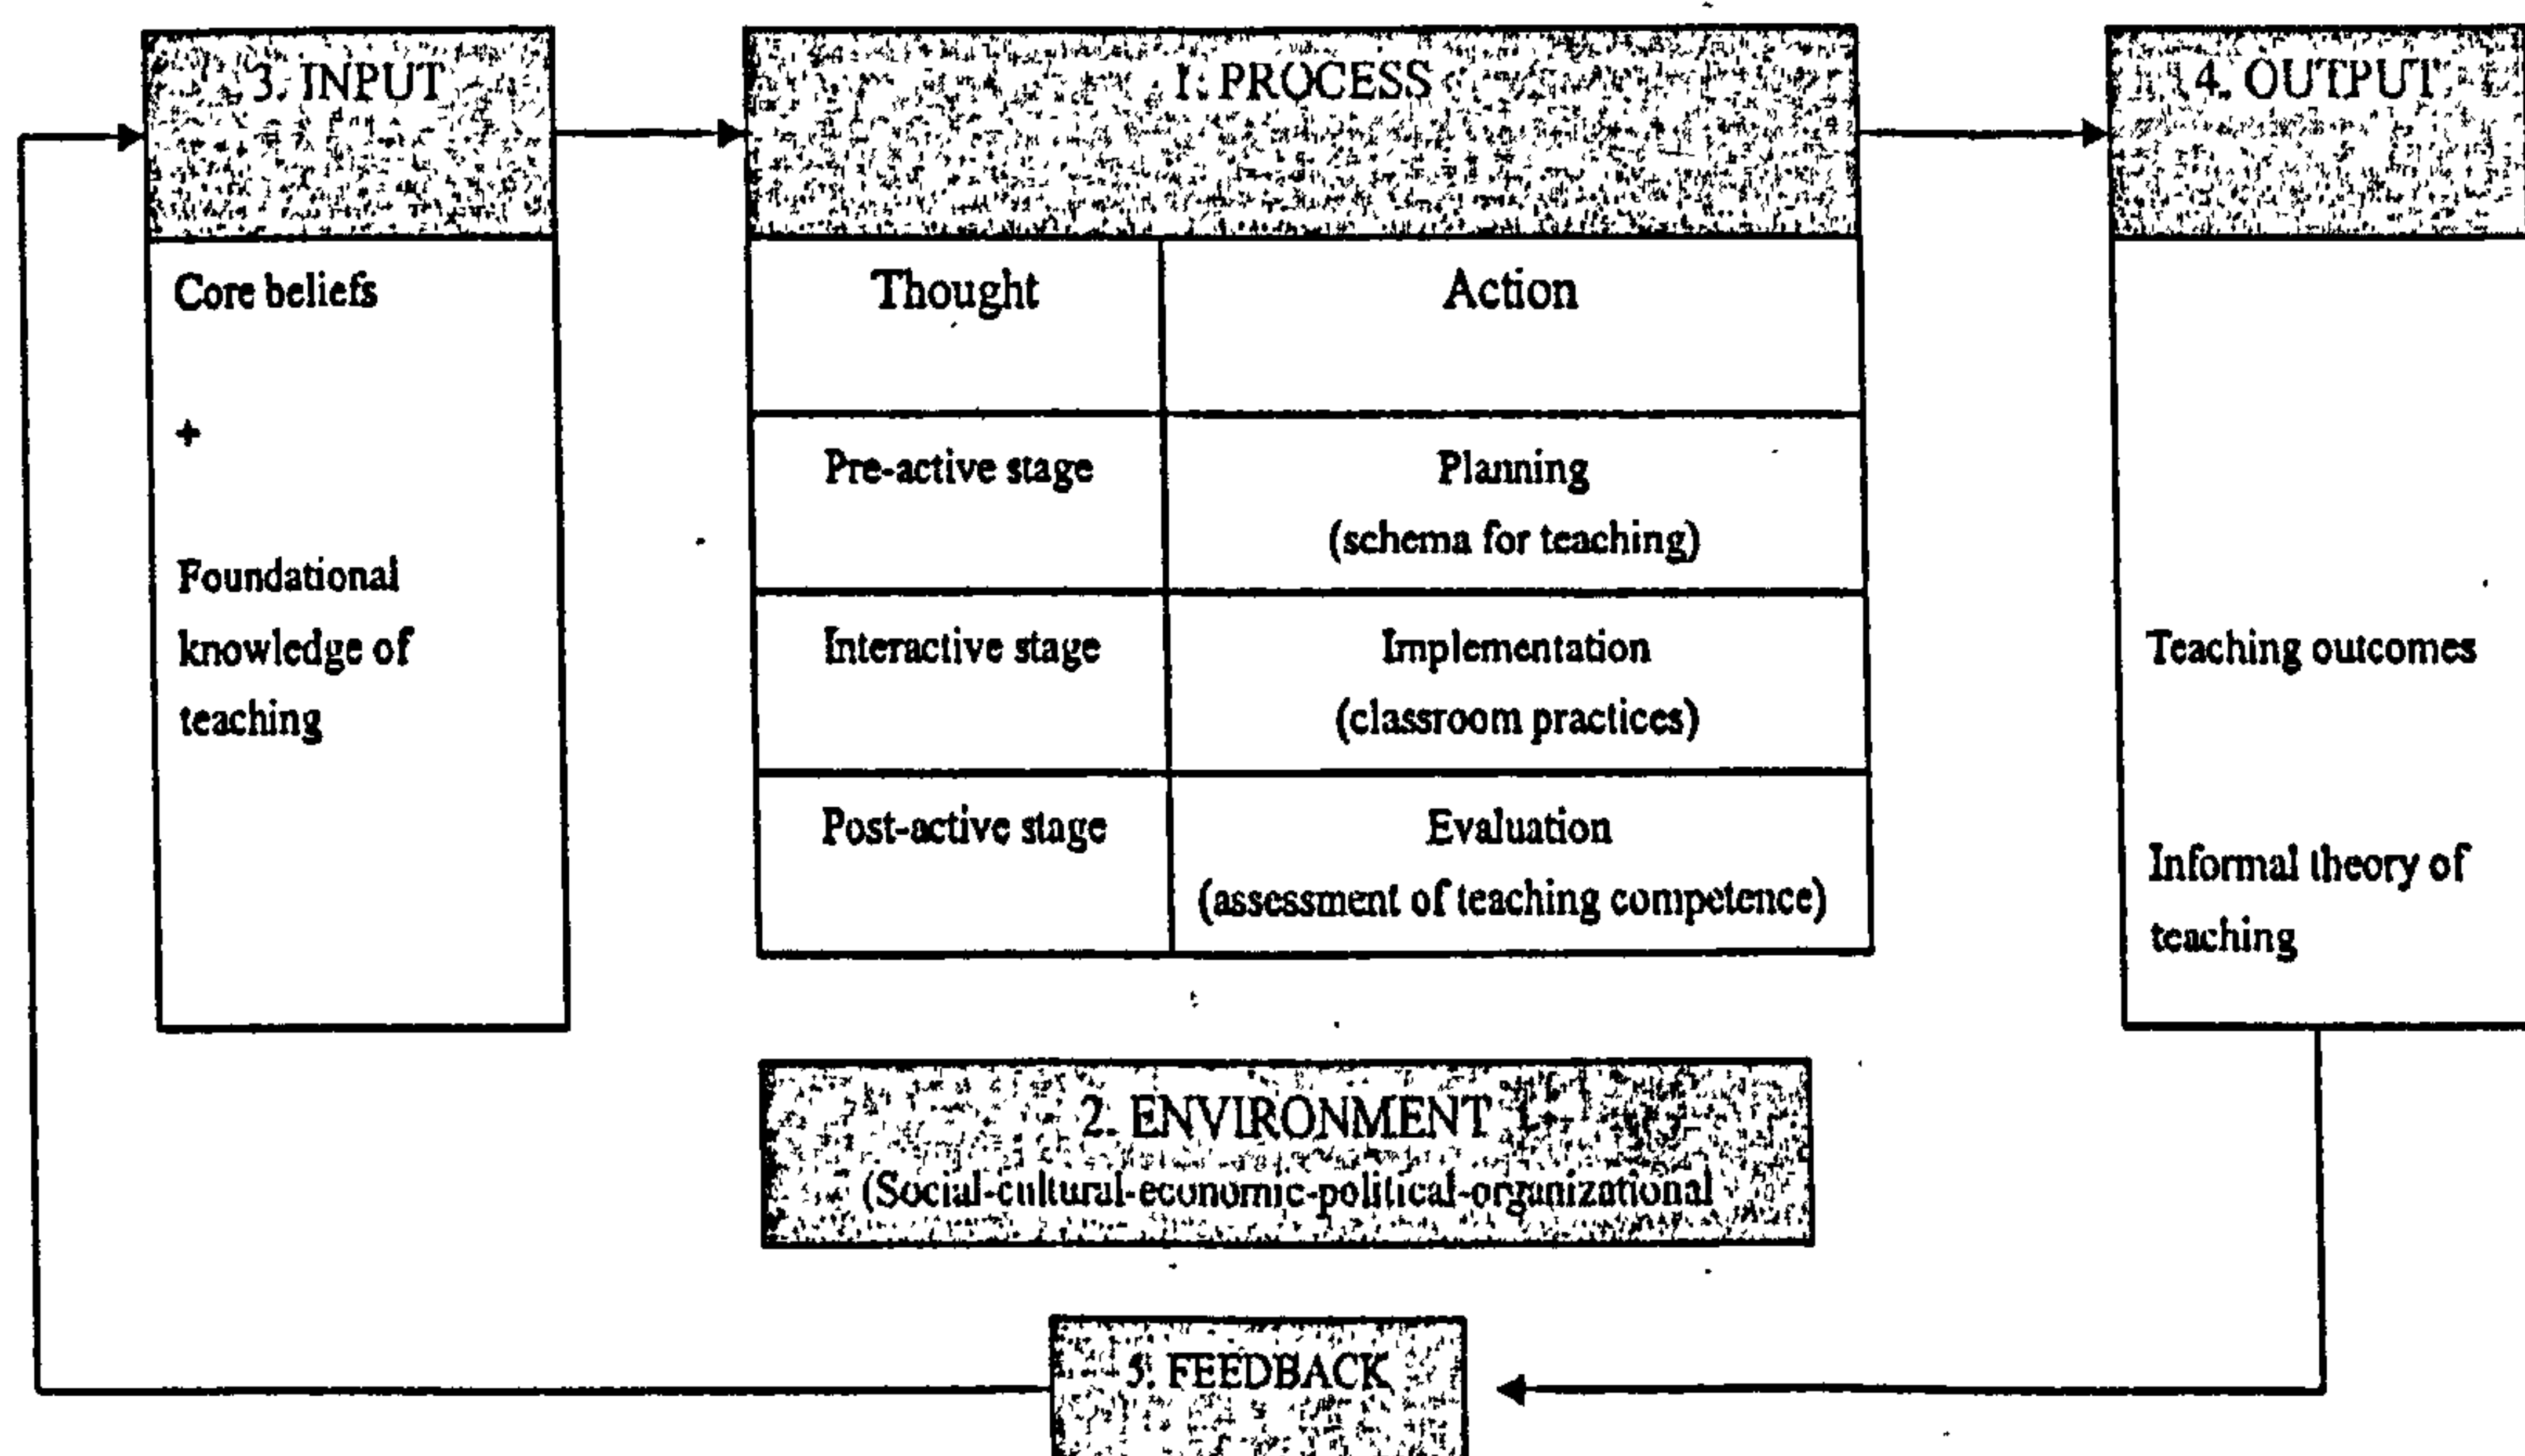 3. INPUT
Core beliefs
+
Foundational
knowledge of
teaching
1. PROCESS
Thought
Action
Pre-active stage
Planning
(schema for teaching)
Interactive stage
Implementation
(classroom practices)
Post-active stage
Evaluation
(assessment of teaching competence)
4. OUTPUT
Teaching outcomes
Informal theory of
teaching
2. ENVIRONMENT
(Social-cultural-economic-political-organizational
5. FEEDBACK